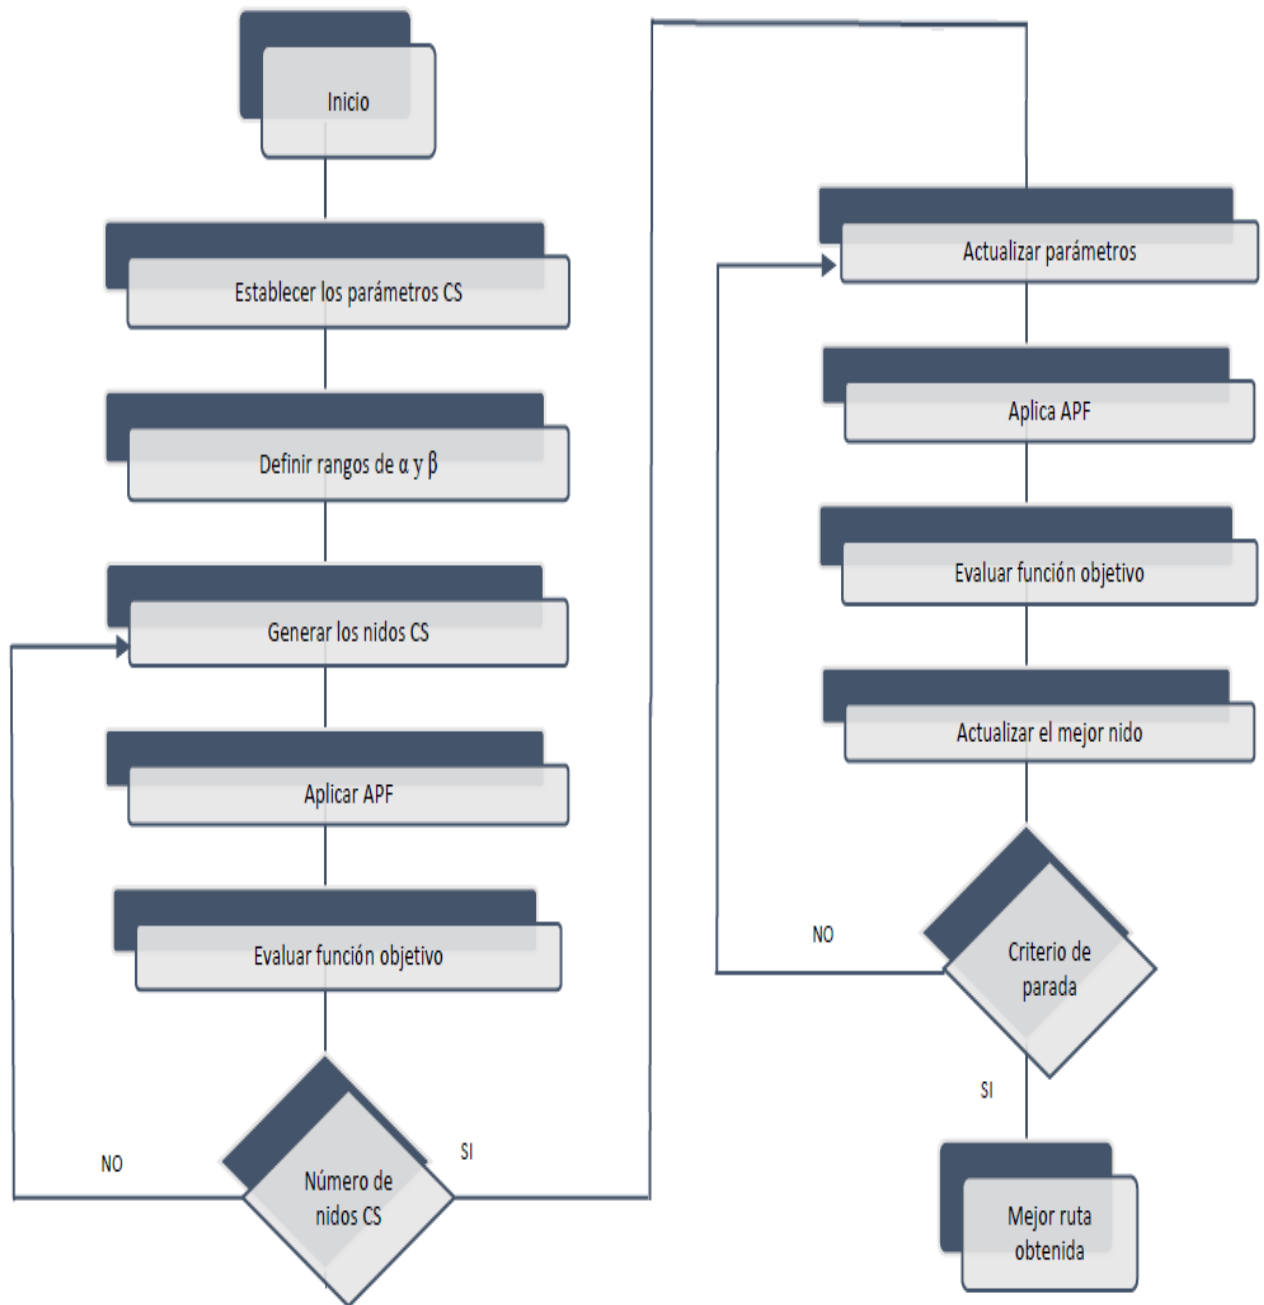 Inicio
Establecer los parámetros CS
Definir rangos de α y β
Generar los nidos CS
Aplicar APF
Evaluar función objetivo
NO
SI
Número de
nidos CS
Actualizar parámetros
Aplica APF
Evaluar función objetivo
Actualizar el mejor nido
NO
Criterio de
parada
SI
Mejor ruta
obtenida